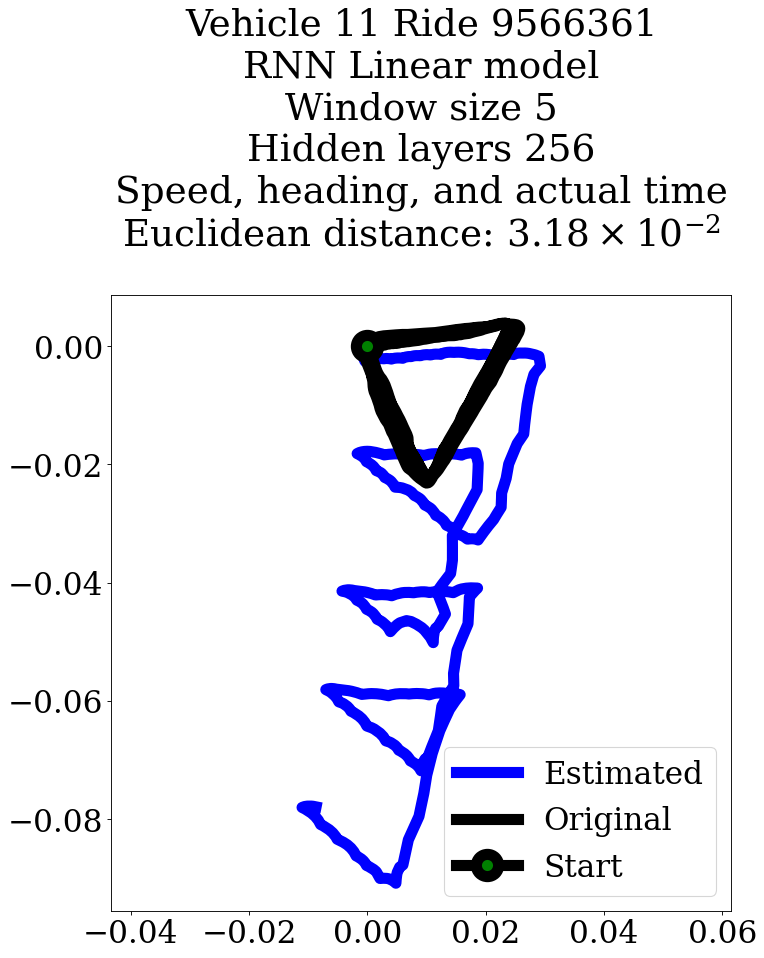 Vehicle 11 Ride 9566361
RNN Linear model
Window size 5
Hidden layers 256
Speed, heading, and actual time
Euclidean distance: 3.18 × 10⁻²
0.00
−0.02
−0.04
−0.06
−0.08
Estimated
Original
Start
−0.04 −0.02 0.00 0.02 0.04 0.06